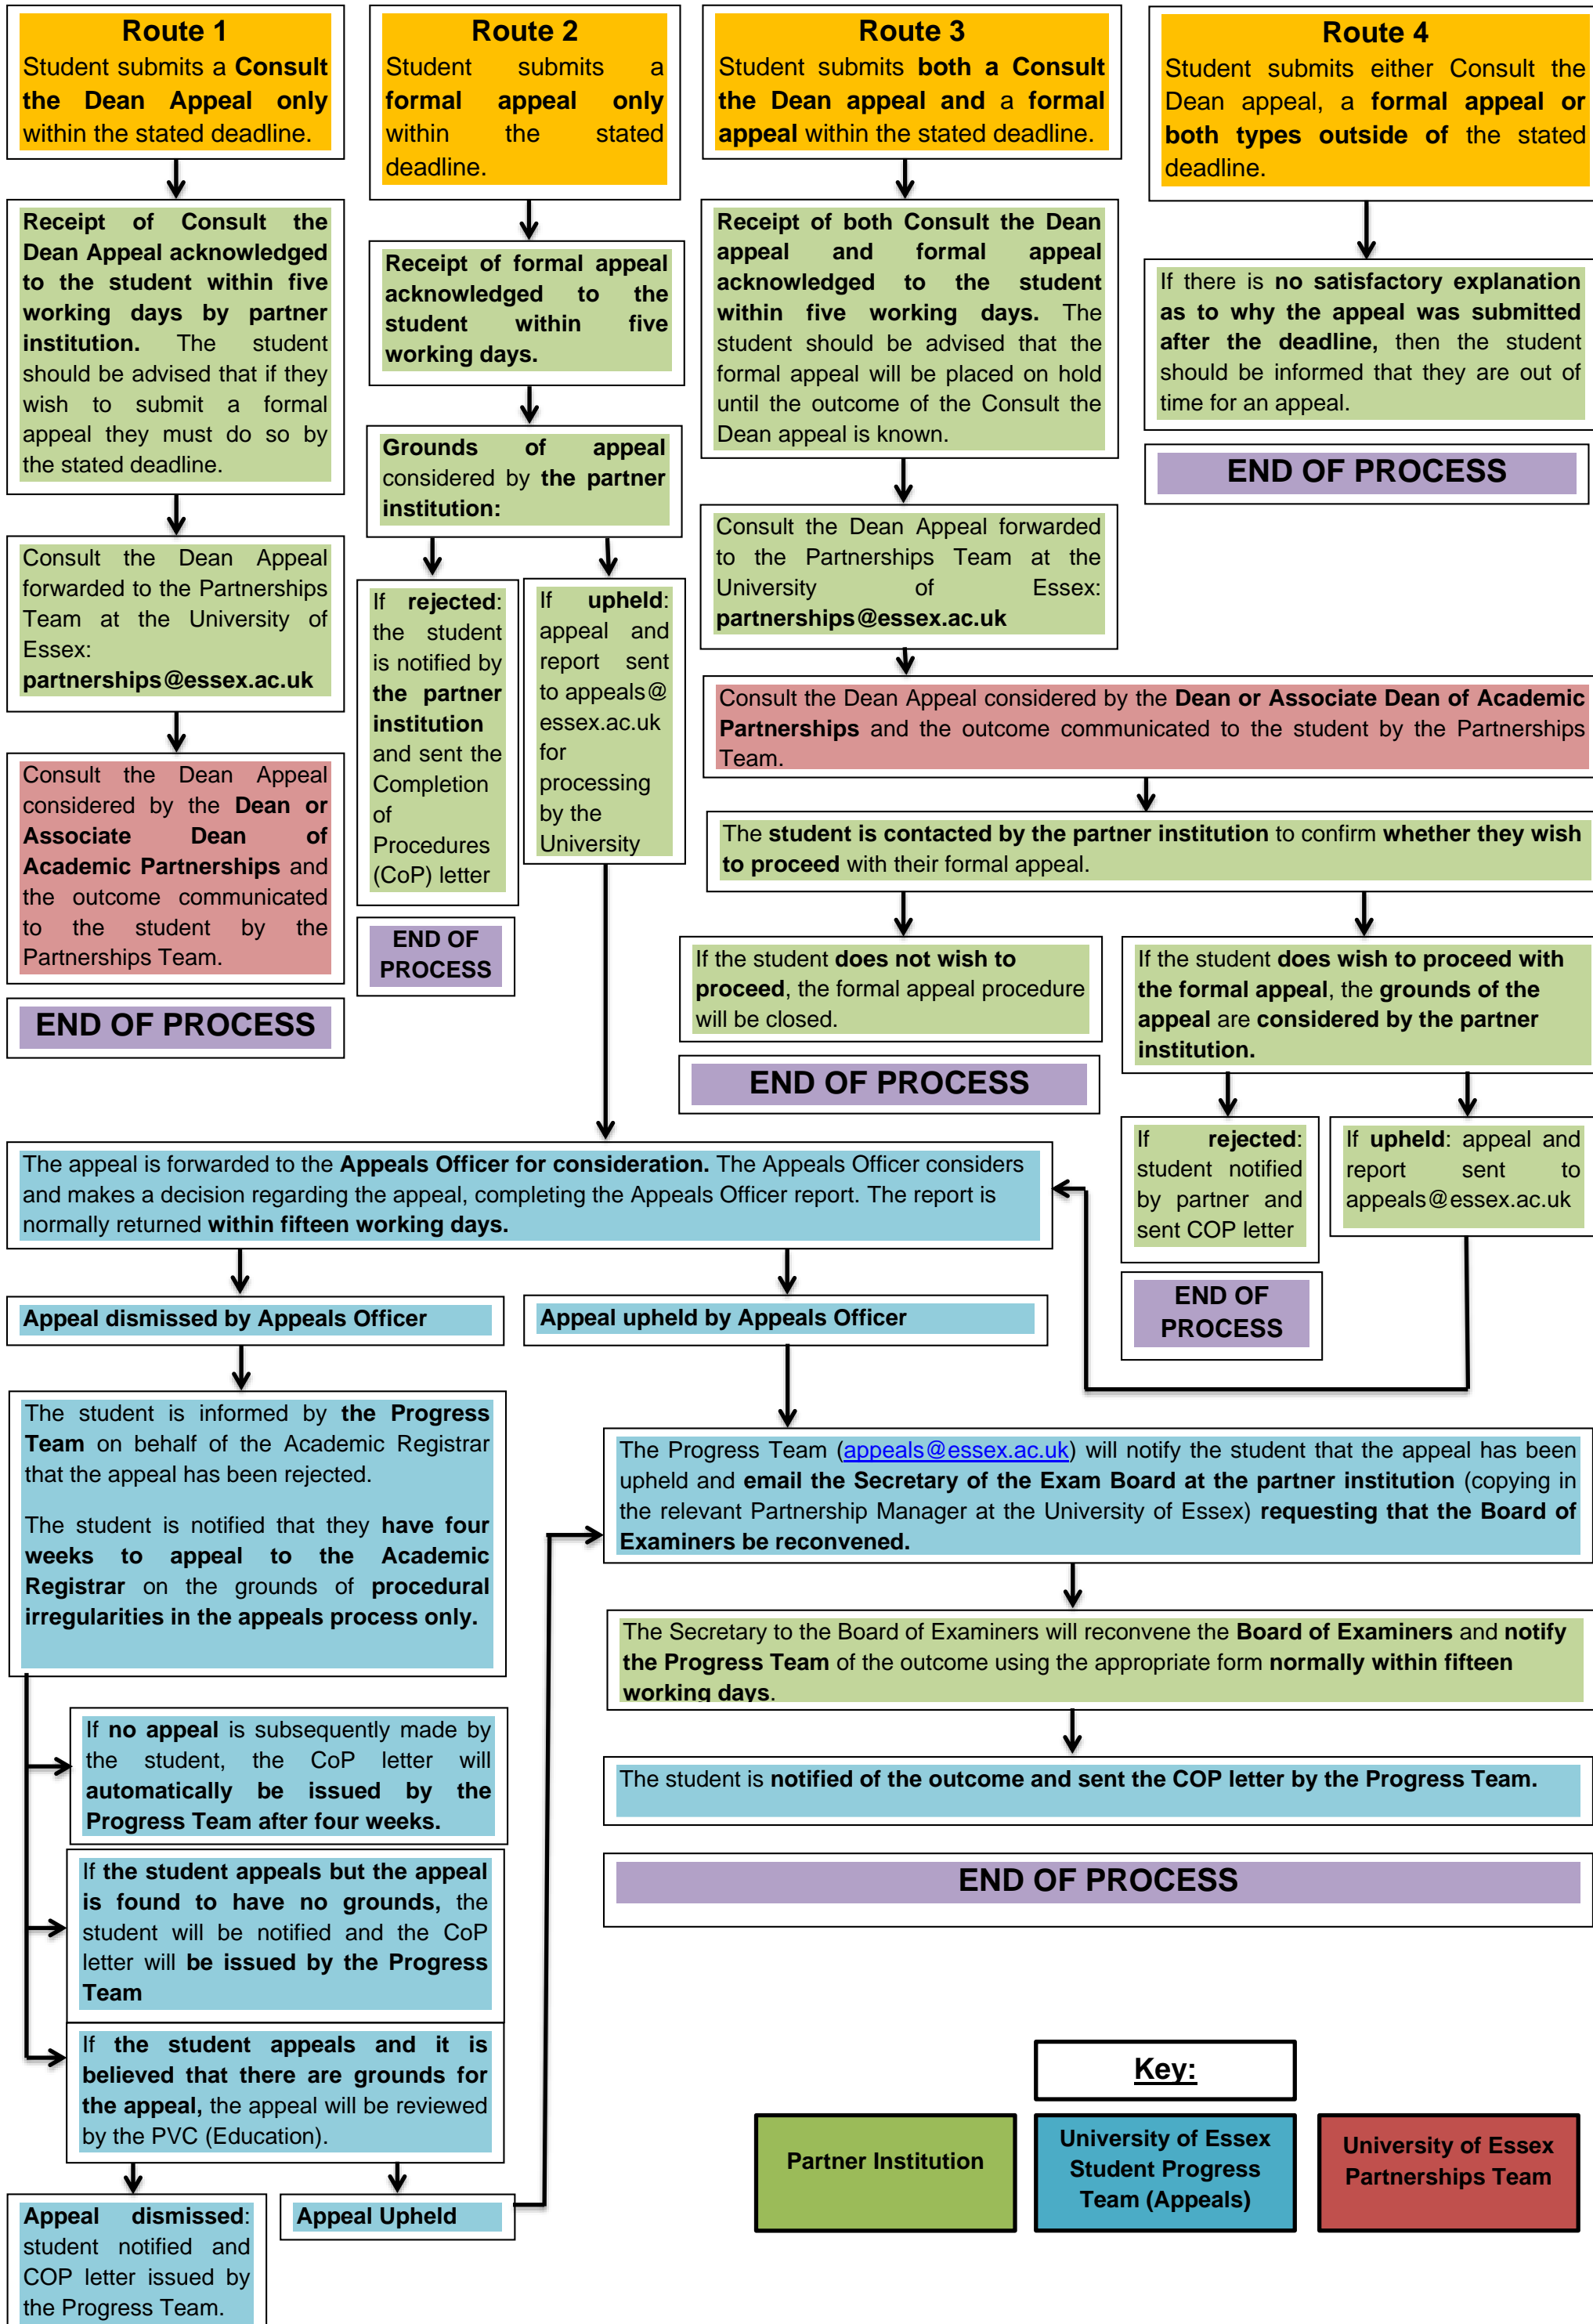 Route 1
Student submits a Consult
the Dean Appeal only
within the stated deadline.
Receipt of Consult the
Dean Appeal acknowledged
to the student within five
working days by partner
institution. The student
should be advised that if they
wish to submit a formal
appeal they must do so by
the stated deadline.
Consult the Dean Appeal
forwarded to the Partnerships
Team at the University of
Essex:
partnerships@essex.ac.uk
Consult the Dean Appeal
considered by the Dean or
Associate Dean of
Academic Partnerships and
the outcome communicated
to the student by the
Partnerships Team.
END OF PROCESS
Route 2
Student submits a
formal appeal only
within the stated
deadline.
Receipt of formal appeal
acknowledged to the
student within five
working days.
Grounds of appeal
considered by the partner
institution:
If rejected:
the student
is notified by
the partner
institution
and sent the
Completion
of
Procedures
(CoP) letter
END OF
PROCESS
If upheld:
appeal and
report sent
to appeals@
essex.ac.uk
for
processing
by the
University
Route 3
Student submits both a Consult
the Dean appeal and a formal
appeal within the stated deadline.
Receipt of both Consult the Dean
appeal and formal appeal
acknowledged to the student
within five working days. The
student should be advised that the
formal appeal will be placed on hold
until the outcome of the Consult the
Dean appeal is known.
Consult the Dean Appeal forwarded
to the Partnerships Team at the
University of Essex:
partnerships@essex.ac.uk
Consult the Dean Appeal considered by the Dean or Associate Dean of Academic
Partnerships and the outcome communicated to the student by the Partnerships
Team.
The student is contacted by the partner institution to confirm whether they wish
to proceed with their formal appeal.
If the student does not wish to
proceed, the formal appeal procedure
will be closed.
END OF PROCESS
If the student does wish to proceed with
the formal appeal, the grounds of the
appeal are considered by the partner
institution.
If rejected:
student notified
by partner and
sent COP letter
END OF
PROCESS
If upheld: appeal and
report sent to
appeals@essex.ac.uk
Route 4
Student submits either Consult the
Dean appeal, a formal appeal or
both types outside of the stated
deadline.
If there is no satisfactory explanation
as to why the appeal was submitted
after the deadline, then the student
should be informed that they are out of
time for an appeal.
END OF PROCESS
The appeal is forwarded to the Appeals Officer for consideration. The Appeals Officer considers
and makes a decision regarding the appeal, completing the Appeals Officer report. The report is
normally returned within fifteen working days.
Appeal dismissed by Appeals Officer
The student is informed by the Progress
Team on behalf of the Academic Registrar
that the appeal has been rejected.
The student is notified that they have four
weeks to appeal to the Academic
Registrar on the grounds of procedural
irregularities in the appeals process only.
If no appeal is subsequently made by
the student, the CoP letter will
automatically be issued by the
Progress Team after four weeks.
If the student appeals but the appeal
is found to have no grounds, the
student will be notified and the CoP
letter will be issued by the Progress
Team
If the student appeals and it is
believed that there are grounds for
the appeal, the appeal will be reviewed
by the PVC (Education).
Appeal dismissed:
student notified and
COP letter issued by
the Progress Team.
Appeal Upheld
Appeal upheld by Appeals Officer
The Progress Team (appeals@essex.ac.uk) will notify the student that the appeal has been
upheld and email the Secretary of the Exam Board at the partner institution (copying in
the relevant Partnership Manager at the University of Essex) requesting that the Board of
Examiners be reconvened.
The Secretary to the Board of Examiners will reconvene the Board of Examiners and notify
the Progress Team of the outcome using the appropriate form normally within fifteen
working days.
The student is notified of the outcome and sent the COP letter by the Progress Team.
END OF PROCESS
Key:
Partner Institution
University of Essex
Student Progress
Team (Appeals)
University of Essex
Partnerships Team